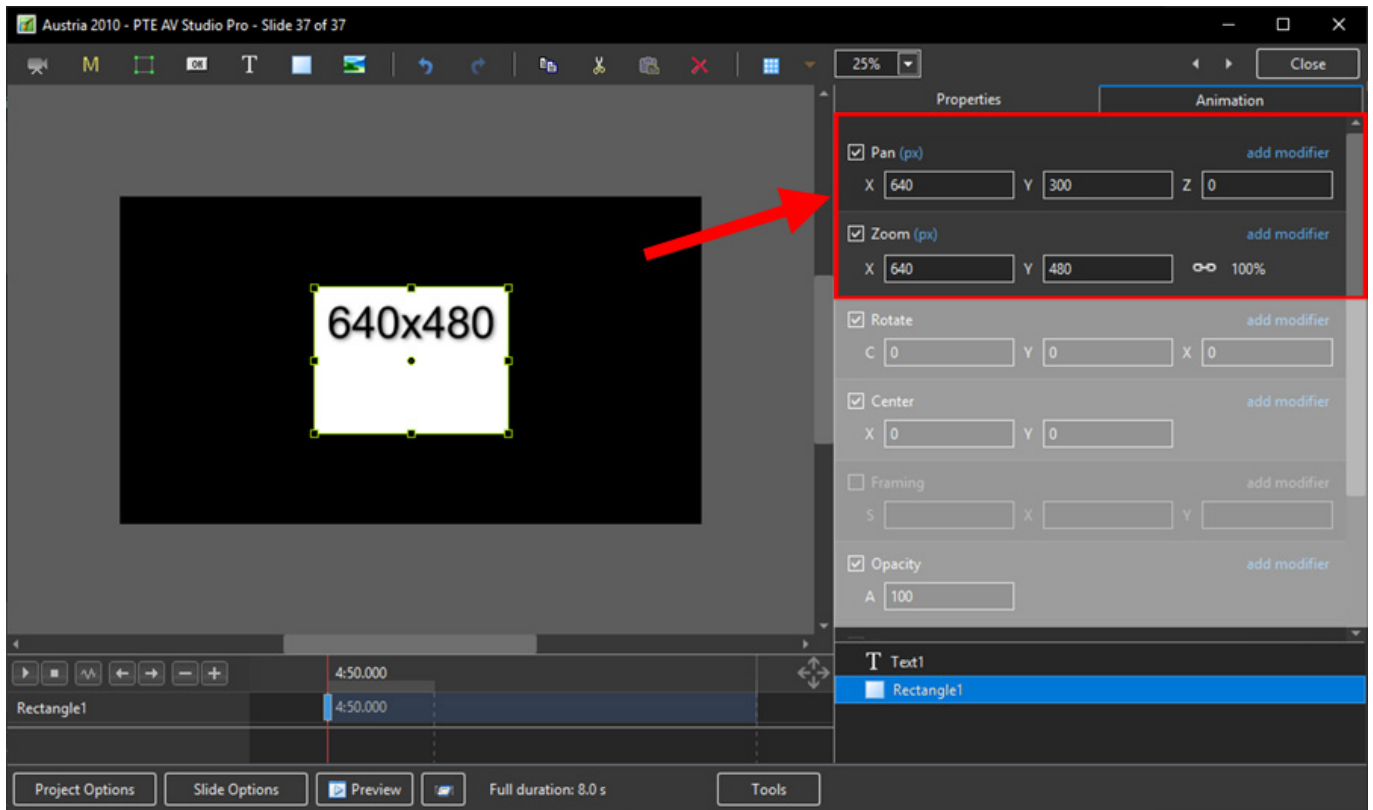 Austria 2010 - PTE AV Studio Pro - Slide 37 of 37
M OK T 25% Close
Properties Animation
Pan (px) add modifier
X 640 Y 300 Z 0
Zoom (px) add modifier
X 640 Y 480 100%
640x480
Rotate add modifier
C 0 Y 0 X 0
Center add modifier
X 0 Y 0
Framing add modifier
S X Y
Opacity add modifier
A 100
4:50.000
T Text1
Rectangle1
Rectangle1 4:50.000
Project Options Slide Options Preview Full duration: 8.0 s Tools